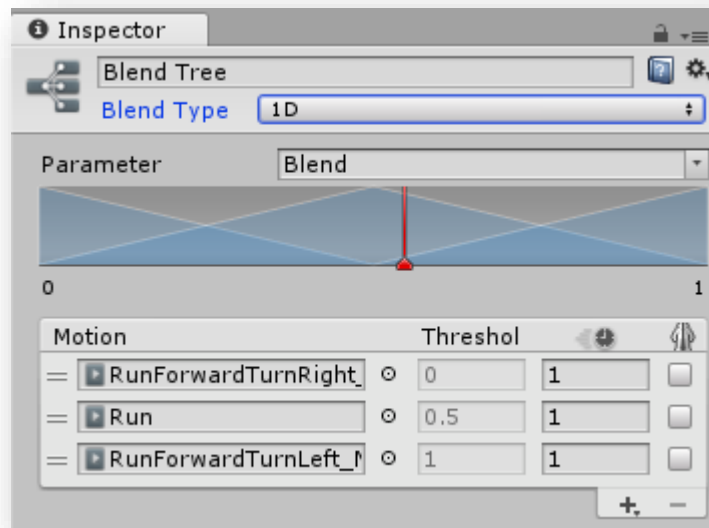 Inspector
Blend Tree
Blend Type 1D
Parameter Blend
0 1
Motion Threshol
RunForwardTurnRight_ 0 1
Run 0.5 1
RunForwardTurnLeft_M 1 1